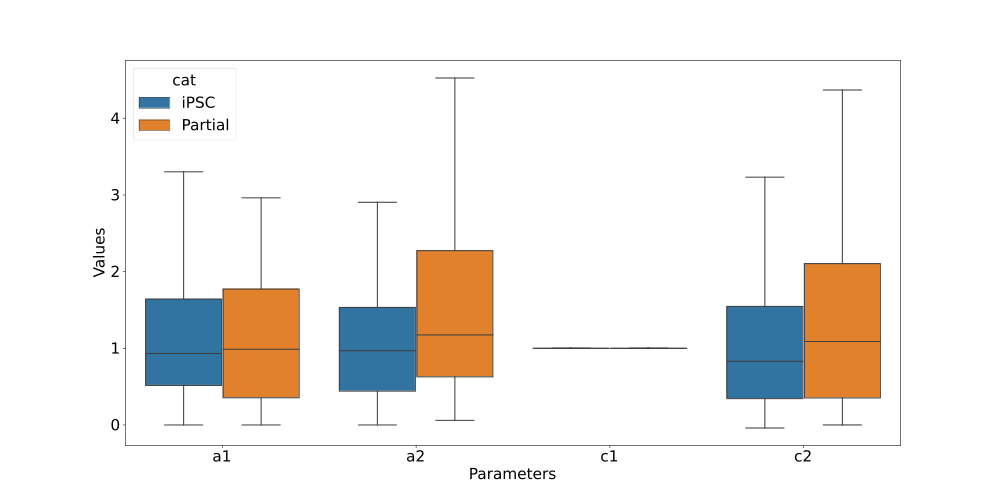 cat
iPSC
Partial
4
3
2
1
0
Values
a1 a2 c1 c2
Parameters